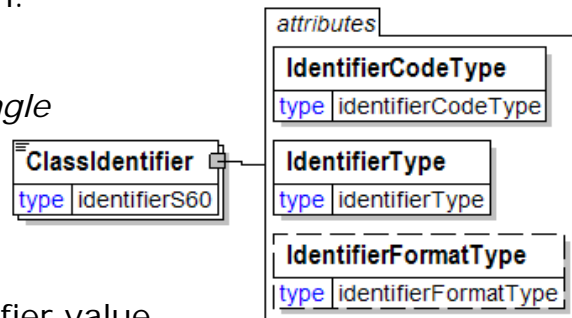 attributes
IdentifierCodeType
type identifierCodeType
ClassIdentifier
type identifierS60
IdentifierType
type identifierType
IdentifierFormatType
type identifierFormatType